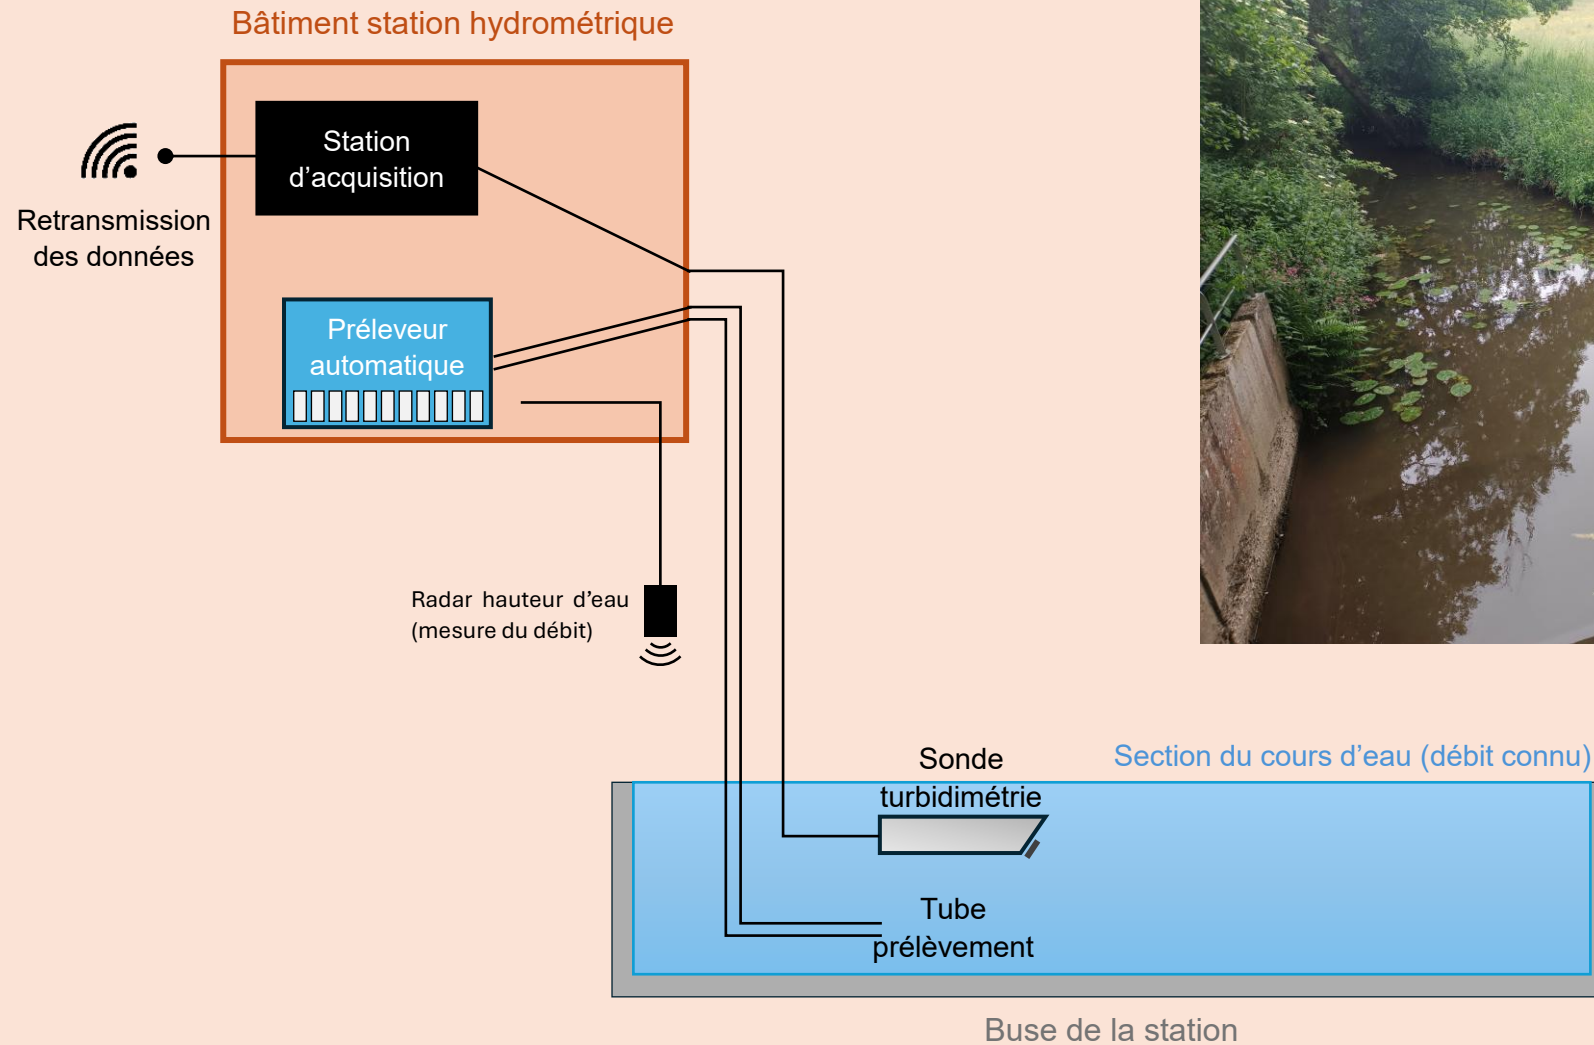 Bâtiment station hydrométrique
Station
d'acquisition
Retransmission
des données
Préleveur
automatique
Radar hauteur d'eau
(mesure du débit)
Sonde
turbidimétrie
Section du cours d'eau (débit connu)
Tube
prélèvement
Buse de la station